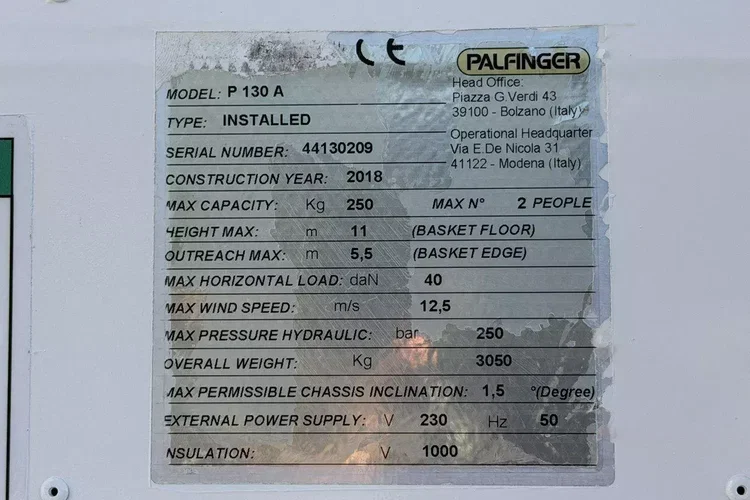 CE PALFINGER
Head Office:
Piazza G.Verdi 43
39100 - Bolzano (Italy)
Operational Headquarter
Via E.De Nicola 31
41122 - Modena (Italy)
MODEL: P 130 A
TYPE: INSTALLED
SERIAL NUMBER: 44130209
CONSTRUCTION YEAR: 2018
MAX CAPACITY: Kg 250 MAX N° 2 PEOPLE
HEIGHT MAX: m 11 (BASKET FLOOR)
OUTREACH MAX: m 5,5 (BASKET EDGE)
MAX HORIZONTAL LOAD: daN 40
MAX WIND SPEED: m/s 12,5
MAX PRESSURE HYDRAULIC: bar 250
OVERALL WEIGHT: Kg 3050
MAX PERMISSIBLE CHASSIS INCLINATION: 1,5 °(Degree)
EXTERNAL POWER SUPPLY: V 230 Hz 50
INSULATION: V 1000